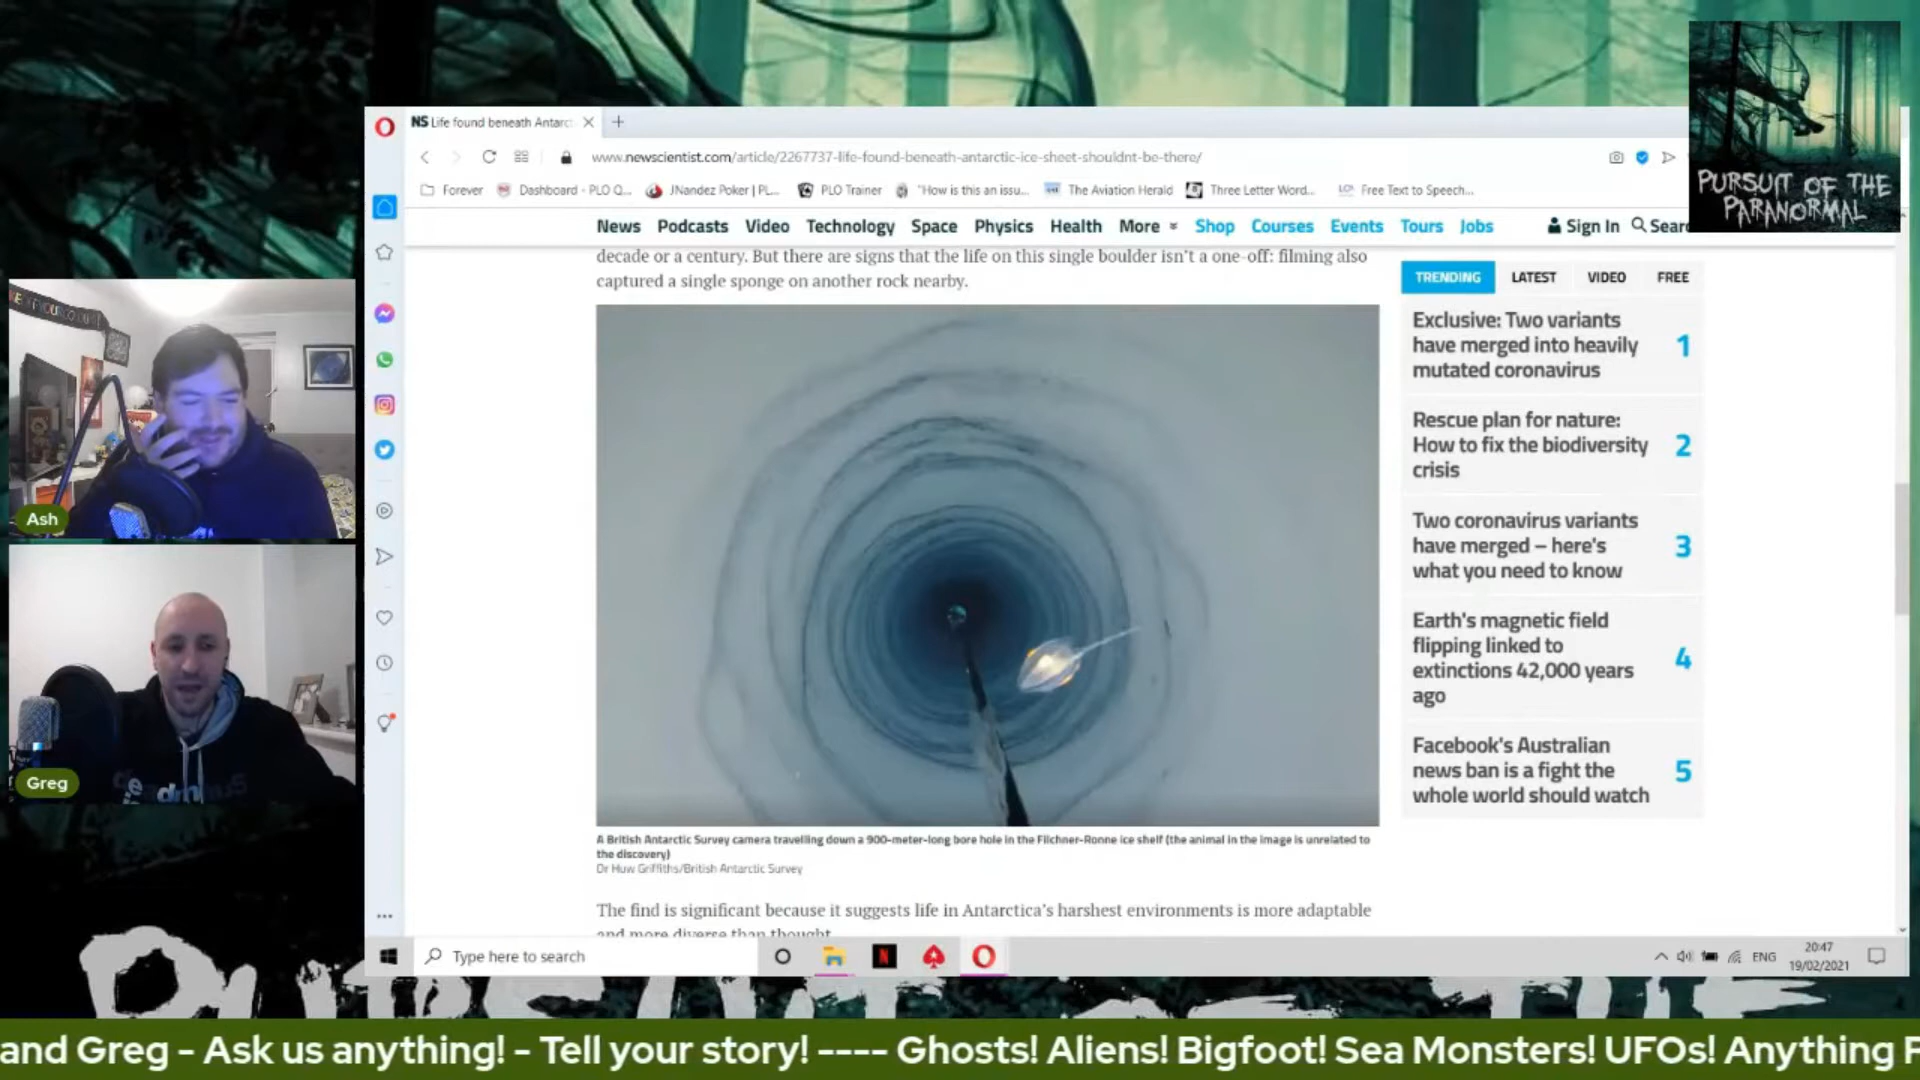 PURSUIT OF THE
PARANORMAL
NS Life found beneath Antarct
www.newscientist.com/article/2267737-life-found-beneath-antarctic-ice-sheet-shouldnt-be-there/
Forever
Dashboard - PLO Q...
JNandez Poker | PL...
PLO Trainer
"How is this an issu...
The Aviation Herald
Three Letter Word...
Free Text to Speech...
News Podcasts Video Technology Space Physics Health More Shop Courses Events Tours Jobs Sign In Searc
decade or a century. But there are signs that the life on this single boulder isn't a one-off: filming also
captured a single sponge on another rock nearby.
A British Antarctic Survey camera travelling down a 900-meter-long bore hole in the Filchner-Ronne ice shelf (the animal in the image is unrelated to
the discovery)
Dr Huw Griffiths/British Antarctic Survey
The find is significant because it suggests life in Antarctica's harshest environments is more adaptable
and more diverse than thought
TRENDING LATEST VIDEO FREE
Exclusive: Two variants
have merged into heavily
mutated coronavirus
1
Rescue plan for nature:
How to fix the biodiversity
crisis
2
Two coronavirus variants
have merged – here's
what you need to know
3
Earth's magnetic field
flipping linked to
extinctions 42,000 years
ago
4
Facebook's Australian
news ban is a fight the
whole world should watch
5
Ash
Greg
Type here to search
N
ENG
20:47
19/02/2021
and Greg - Ask us anything! - Tell your story! ---- Ghosts! Aliens! Bigfoot! Sea Monsters! UFOs! Anything